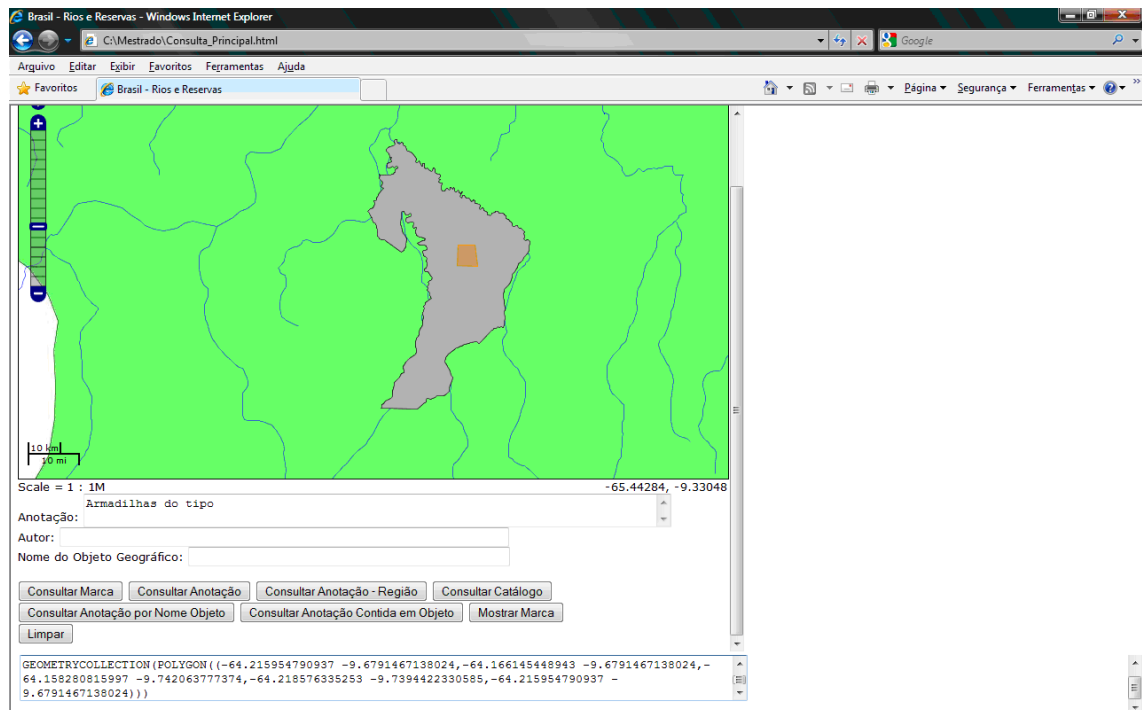 Brasil - Rios e Reservas - Windows Internet Explorer
C:\Mestrado\Consulta_Principal.html
Google
Arquivo Editar Exibir Favoritos Ferramentas Ajuda
Favoritos Brasil - Rios e Reservas Página Segurança Ferramentas »
10 km
10 mi
Scale = 1 : 1M -65.44284, -9.33048
Armadilhas do tipo
Anotação:
Autor:
Nome do Objeto Geográfico:
Consultar Marca Consultar Anotação Consultar Anotação - Região Consultar Catálogo
Consultar Anotação por Nome Objeto Consultar Anotação Contida em Objeto Mostrar Marca
Limpar
GEOMETRYCOLLECTION(POLYGON((-64.215954790937 -9.6791467138024,-64.166145448943 -9.6791467138024,-
64.158280815997 -9.742063777374,-64.218576335253 -9.7394422330585,-64.215954790937 -
9.6791467138024)))